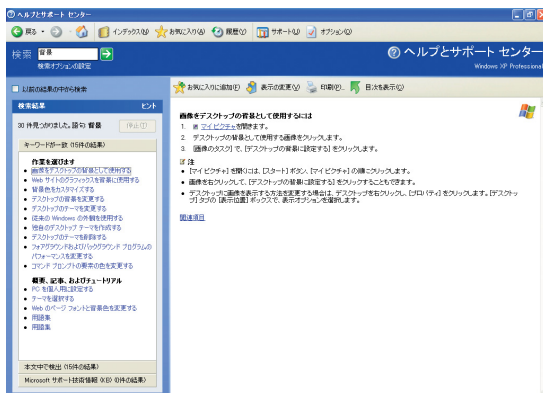 ヘルプとサポート センター
戻る
インデックス(X)
お気に入り(A)
履歴(Y)
サポート(U)
オプション(O)
検索 背景
検索オプションの設定
ヘルプとサポート センター
Windows XP Professional
以前の結果の中から検索
お気に入りに追加(F)
表示の変更(V)
印刷(P)...
目次を表示(C)
検索結果
ヒント
30 件見つかりました。語句 背景
停止(T)
キーワードが一致 (15件の結果)
作業を選びます
画像をデスクトップの背景として使用する
Web サイトのグラフィックスを背景に使用する
背景色をカスタマイズする
デスクトップの背景を変更する
デスクトップのテーマを変更する
従来の Windows の外観を使用する
独自のデスクトップ テーマを作成する
デスクトップのテーマを削除する
フォアグラウンドおよびバックグラウンド プログラムの
パフォーマンスを変更する
コマンド プロンプトの要素の色を変更する
概要、記事、およびチュートリアル
PC を個人用に設定する
テーマを選択する
Web のページ フォントと背景色を変更する
用語集
用語集
本文中で検出 (15件の結果)
Microsoft サポート技術情報 (KB) (0件の結果)
画像をデスクトップの背景として使用するには
1. マイ ピクチャを開きます。
2. デスクトップの背景として使用する画像をクリックします。
3. [画像のタスク] で、[デスクトップの背景に設定する] をクリックします。
注
• [マイ ピクチャ] を開くには、[スタート] ボタン、[マイ ピクチャ] の順にクリックします。
• 画像を右クリックして、[デスクトップの背景に設定する] をクリックすることもできます。
• デスクトップに画像を表示する方法を変更する場合は、デスクトップを右クリックし、[プロパティ] をクリックします。[デスクトッ
プ] タブの [表示位置] ボックスで、表示オプションを選択します。
関連項目